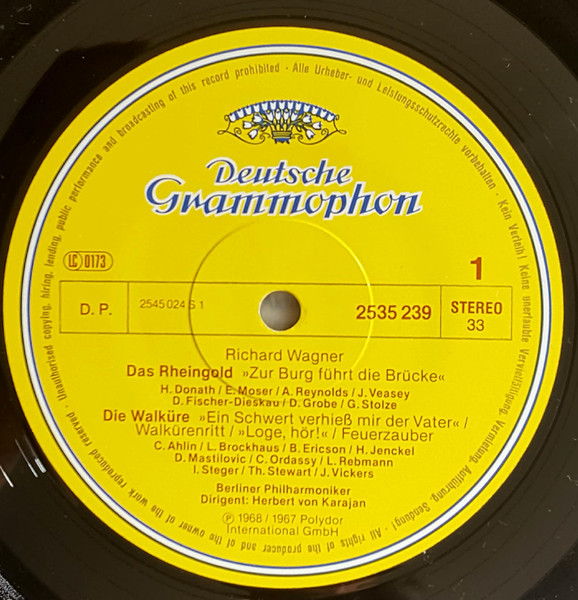 Unauthorised copying, hiring, lending, public performance and broadcasting of this record prohibited · Alle Urheber- und Leistungsschutzrechte vorbehalten · Kein Verleih! Keine unerlaubte Vervielfältigung, Vermietung, Aufführung, Sendung! · All rights of the producer and of the owner of the work reproduced reserved ·
Deutsche
Grammophon
LC 0173
1
D. P.
2545 024 S 1
2535 239
STEREO
33
Richard Wagner
Das Rheingold »Zur Burg führt die Brücke«
H. Donath / E. Moser / A. Reynolds / J. Veasey
D. Fischer-Dieskau / D. Grobe / G. Stolze
Die Walküre »Ein Schwert verhieß mir der Vater« /
Walkürenritt / »Loge, hör!« / Feuerzauber
C. Ahlin / L. Brockhaus / B. Ericson / H. Jenckel
D. Mastilovic / C. Ordassy / L. Rebmann
I. Steger / Th. Stewart / J. Vickers
Berliner Philharmoniker
Dirigent: Herbert von Karajan
Ⓟ 1968 / 1967 Polydor
International GmbH